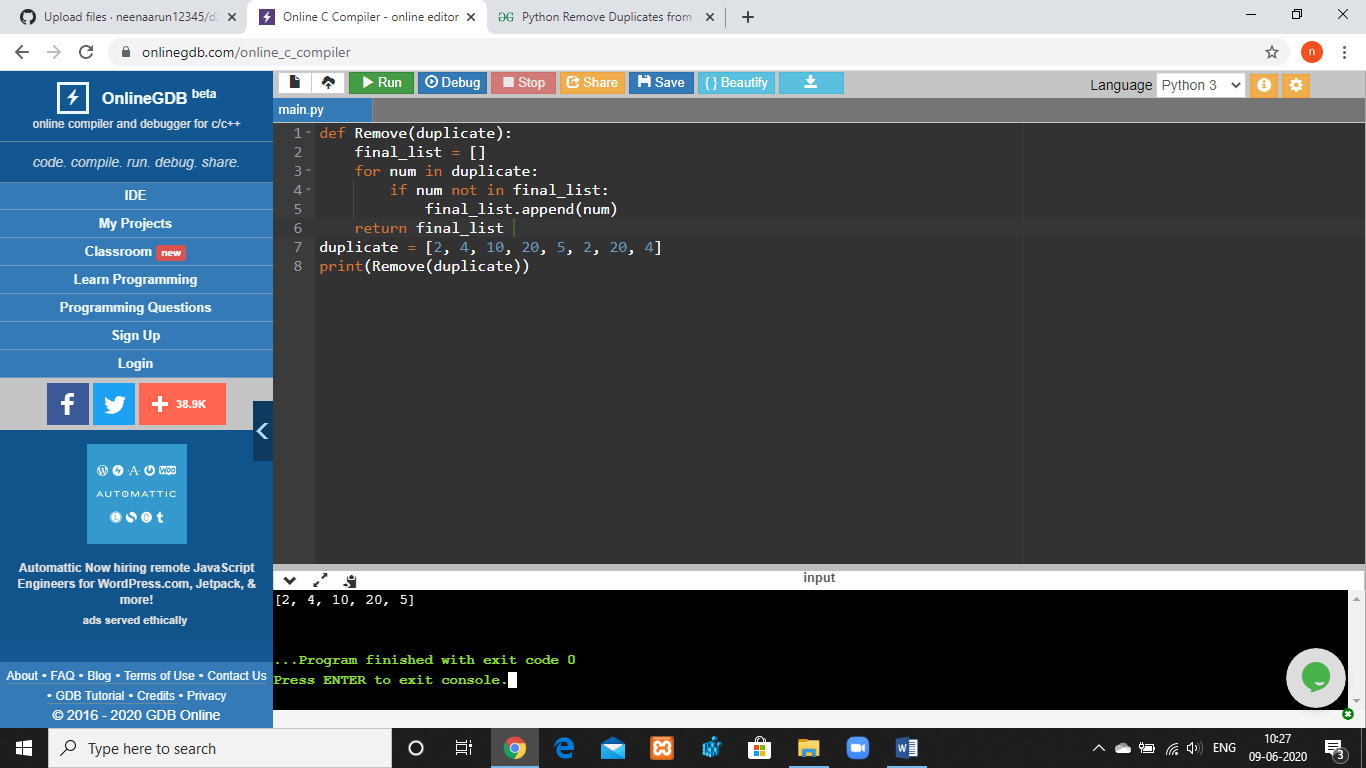 Upload files · neenaarun12345/d
Online C Compiler - online editor
Python Remove Duplicates from
onlinegdb.com/online_c_compiler
n
OnlineGDB beta
online compiler and debugger for c/c++
code. compile. run. debug. share.
IDE
My Projects
Classroom new
Learn Programming
Programming Questions
Sign Up
Login
38.9K
WOO
AUTOMATTIC
Automattic Now hiring remote JavaScript
Engineers for WordPress.com, Jetpack, &
more!
ads served ethically
About • FAQ • Blog • Terms of Use • Contact Us
• GDB Tutorial • Credits • Privacy
© 2016 - 2020 GDB Online
Run Debug Stop Share Save { } Beautify
Language Python 3
main.py
1 def Remove(duplicate):
2     final_list = []
3     for num in duplicate:
4         if num not in final_list:
5             final_list.append(num)
6     return final_list
7 duplicate = [2, 4, 10, 20, 5, 2, 20, 4]
8 print(Remove(duplicate))
input
[2, 4, 10, 20, 5]
...Program finished with exit code 0
Press ENTER to exit console.
Type here to search
ENG
10:27
09-06-2020
3